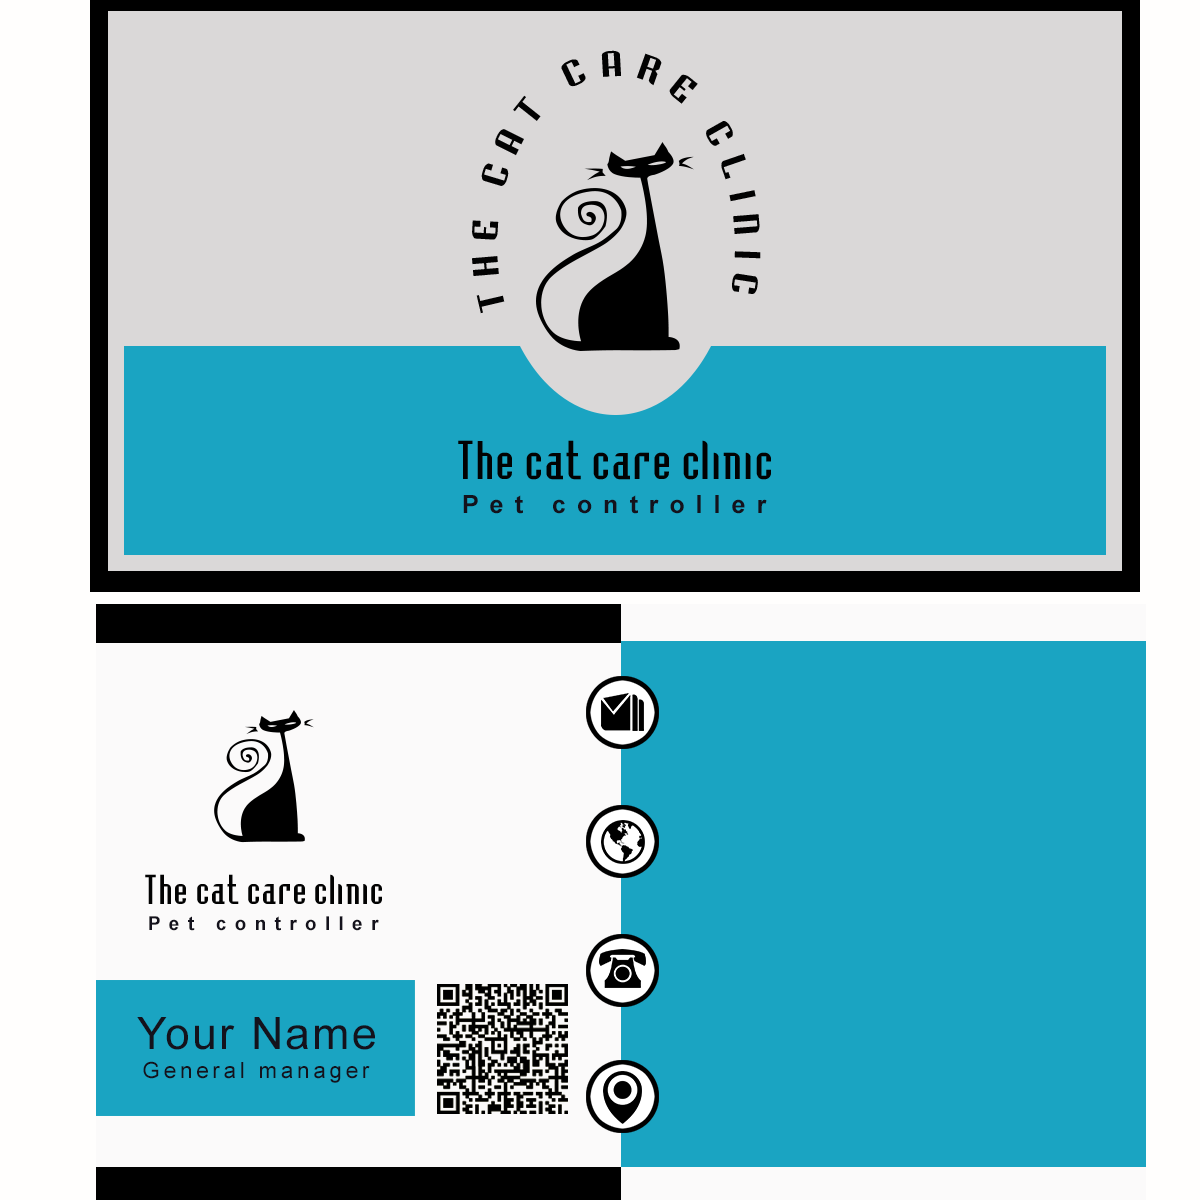 THE CAT CARE CLINIC
The cat care clinic
Pet controller
The cat care clinic
Pet controller
Your Name
General manager